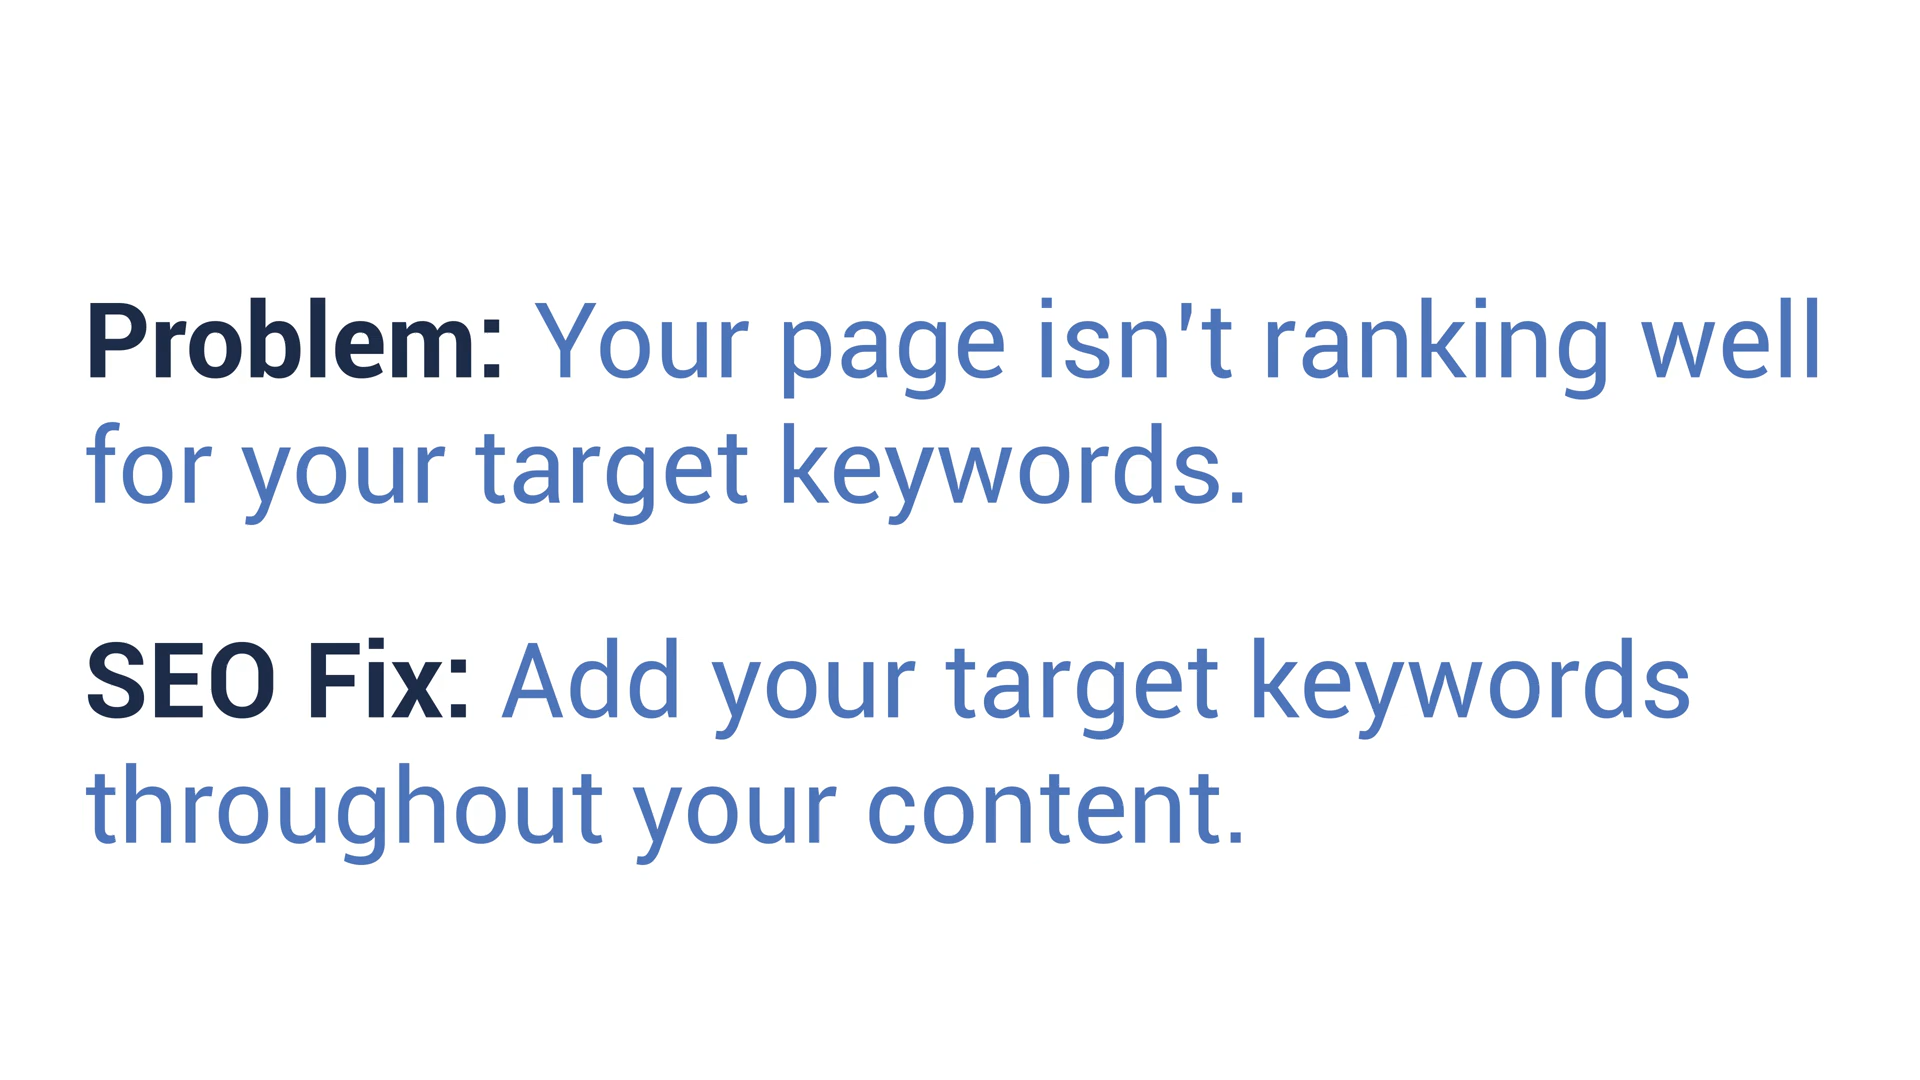 Problem: Your page isn't ranking well
for your target keywords.
SEO Fix: Add your target keywords
throughout your content.